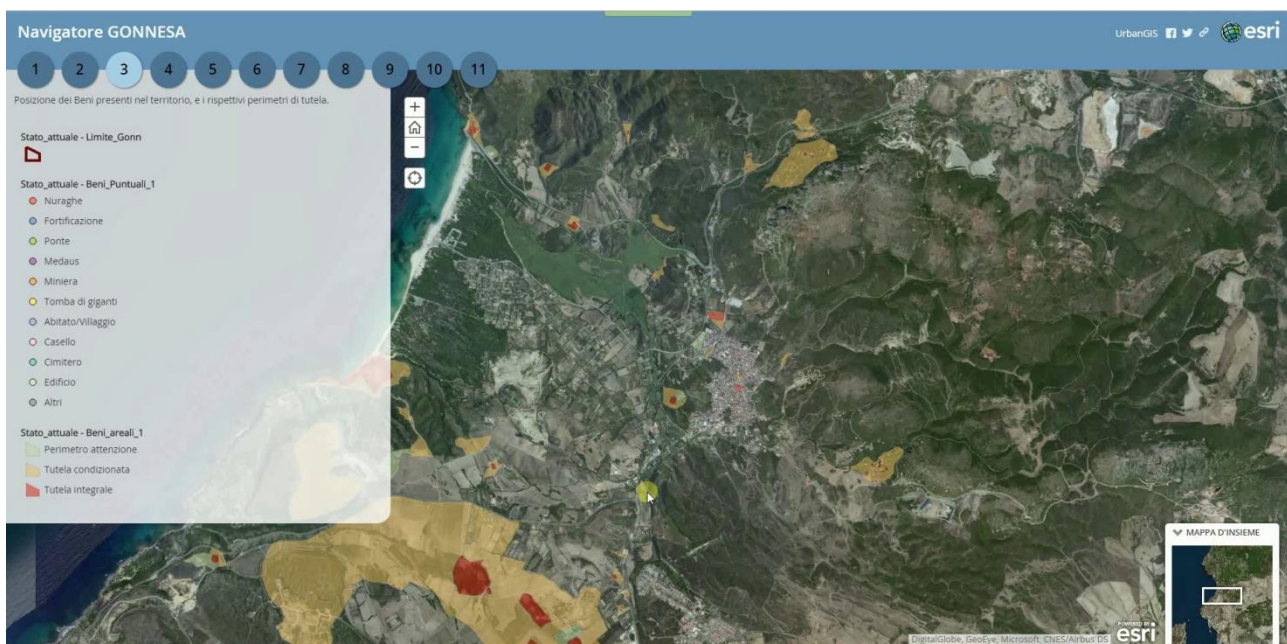 Navigatore GONNESA
UrbanGIS
esri
1 2 3 4 5 6 7 8 9 10 11
Posizione dei Beni presenti nel territorio, e i rispettivi perimetri di tutela.
Stato_attuale - Limite_Gonn
Stato_attuale - Beni_Puntuali_1
Nuraghe
Fortificazione
Ponte
Medaus
Miniera
Tomba di giganti
Abitato/Villaggio
Casello
Cimitero
Edificio
Altri
Stato_attuale - Beni_areali_1
Perimetro attenzione
Tutela condizionata
Tutela integrale
MAPPA D'INSIEME
DigitalGlobe, GeoEye, Microsoft, CNES/Airbus DS
POWERED BY
esri